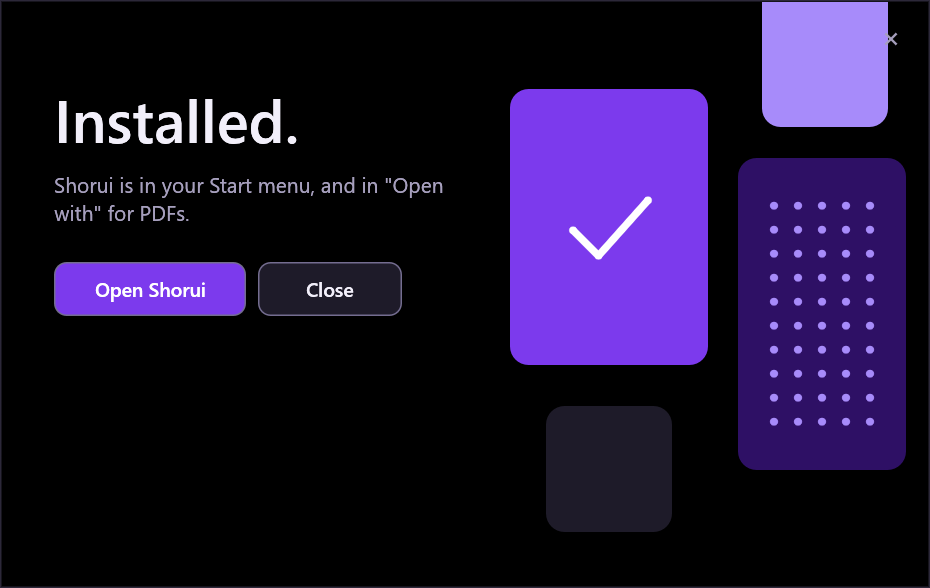 Installed.
Shorui is in your Start menu, and in "Open
with" for PDFs.
Open Shorui
Close